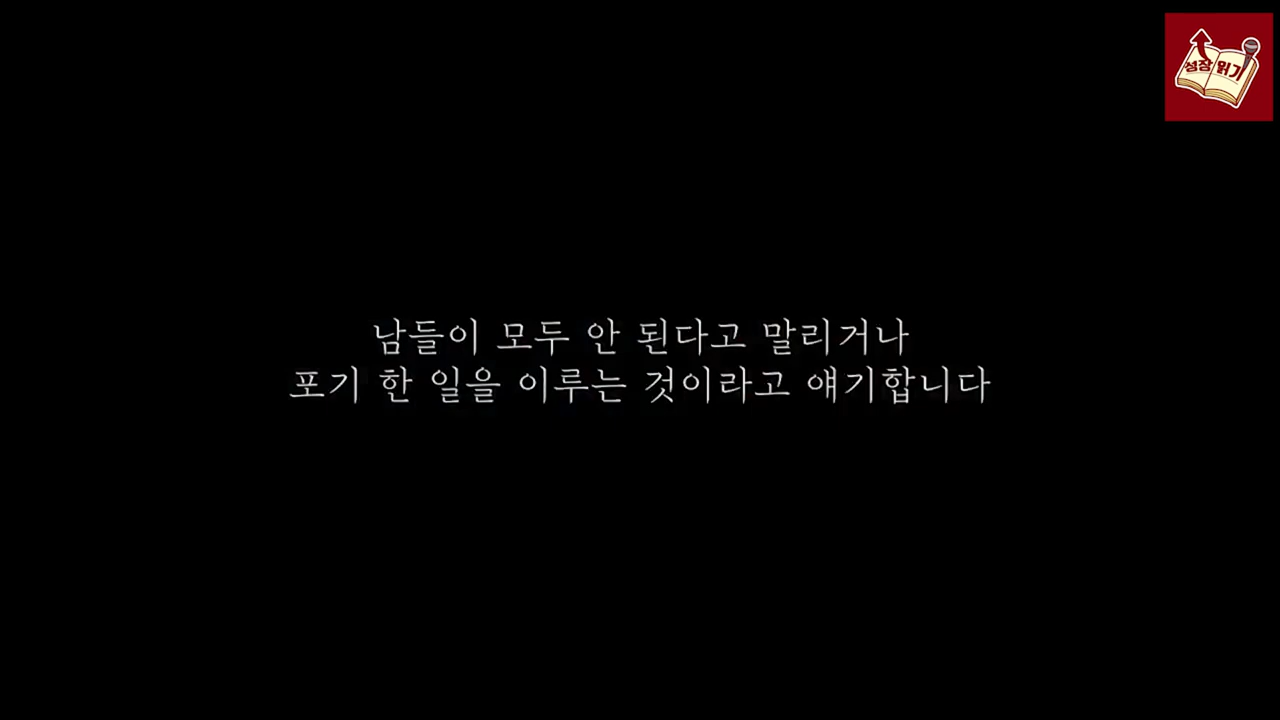 성장 읽기
남들이 모두 안 된다고 말리거나
포기 한 일을 이루는 것이라고 얘기합니다